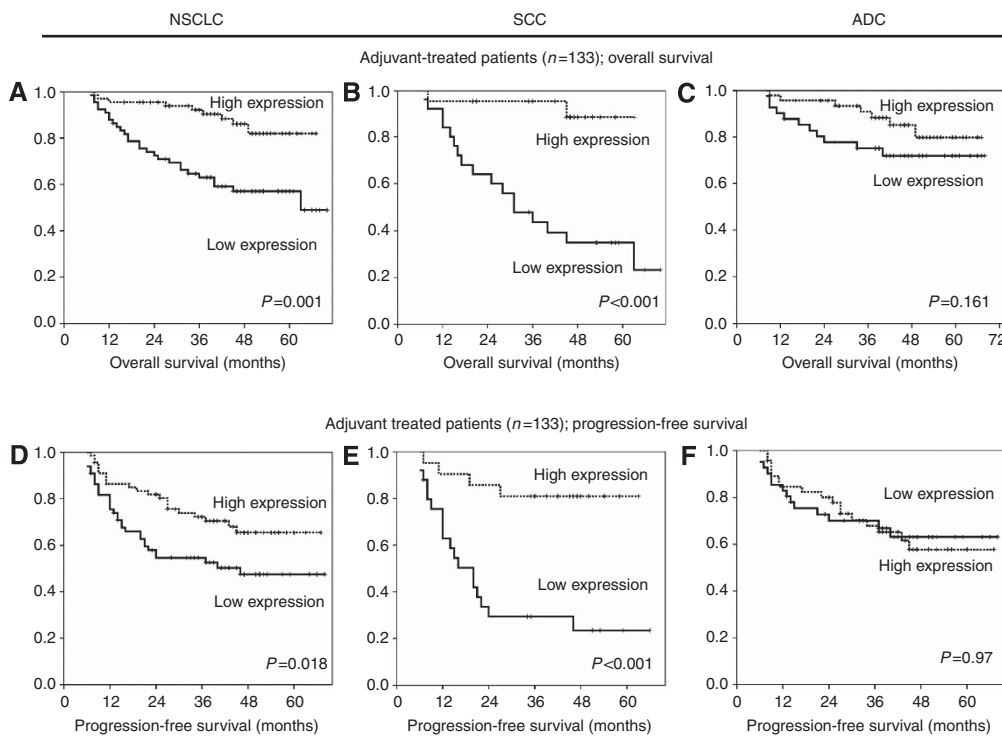 NSCLC SCC ADC
Adjuvant-treated patients (n=133); overall survival
A
1.0
0.8
0.6
0.4
0.2
0.0
High expression
Low expression
P=0.001
0 12 24 36 48 60
Overall survival (months)
B
1.0
0.8
0.6
0.4
0.2
0.0
High expression
Low expression
P<0.001
0 12 24 36 48 60
Overall survival (months)
C
1.0
0.8
0.6
0.4
0.2
0.0
High expression
Low expression
P=0.161
0 12 24 36 48 60 72
Overall survival (months)
Adjuvant treated patients (n=133); progression-free survival
D
1.0
0.8
0.6
0.4
0.2
0.0
High expression
Low expression
P=0.018
0 12 24 36 48 60
Progression-free survival (months)
E
1.0
0.8
0.6
0.4
0.2
0.0
High expression
Low expression
P<0.001
0 12 24 36 48 60
Progression-free survival (months)
F
1.0
0.8
0.6
0.4
0.2
0.0
Low expression
High expression
P=0.97
0 12 24 36 48 60
Progression-free survival (months)